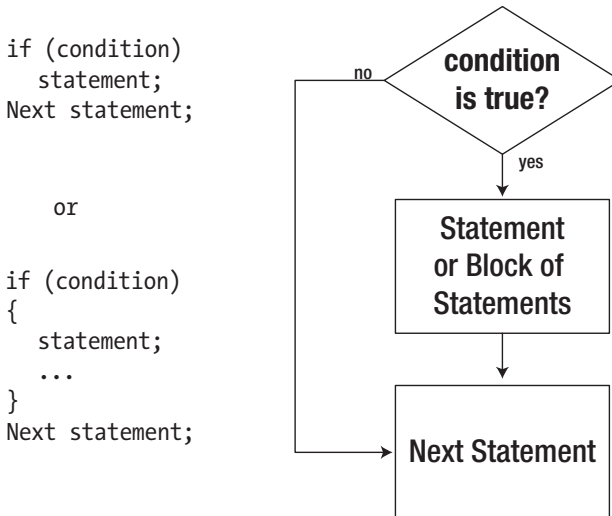 if (condition)
statement;
Next statement;
or
if (condition)
{
statement;
...
}
Next statement;
condition
is true?
no
yes
Statement
or Block of
Statements
Next Statement